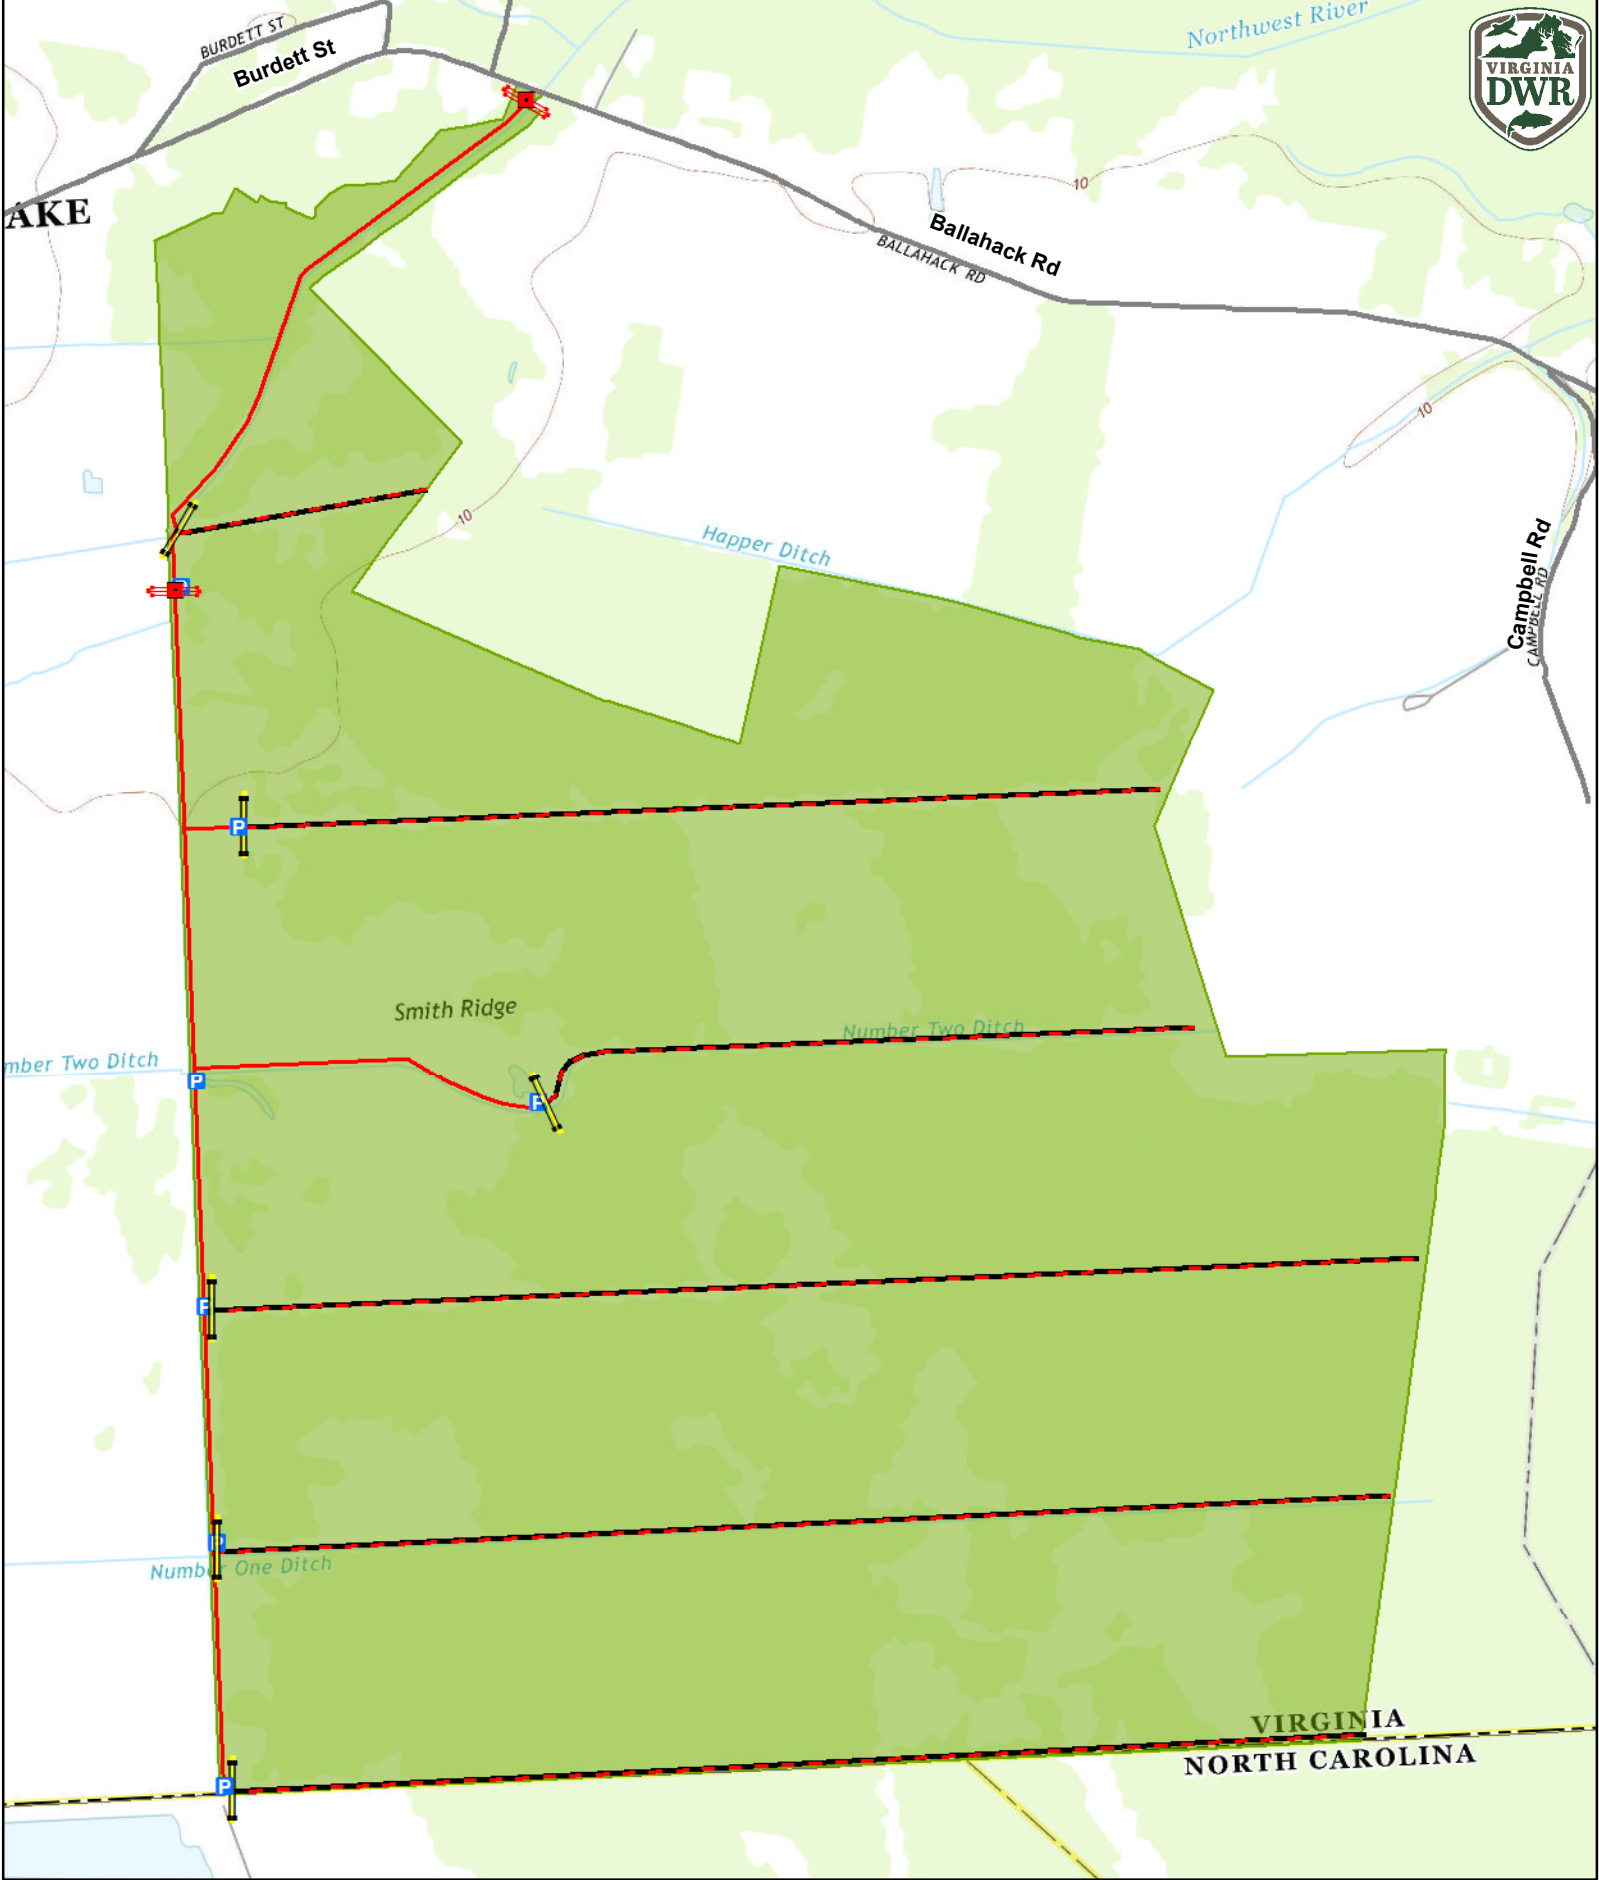 BURDETT ST
Burdett St
Northwest River
VIRGINIA
DWR
AKE
10
Ballahack Rd
BALLAHACK RD
10
10
Happer Ditch
Campbell Rd
CAMPBELL RD
P
P
Smith Ridge
Number Two Ditch
mber Two Ditch
P
P
P
P
Number One Ditch
VIRGINIA
NORTH CAROLINA
P